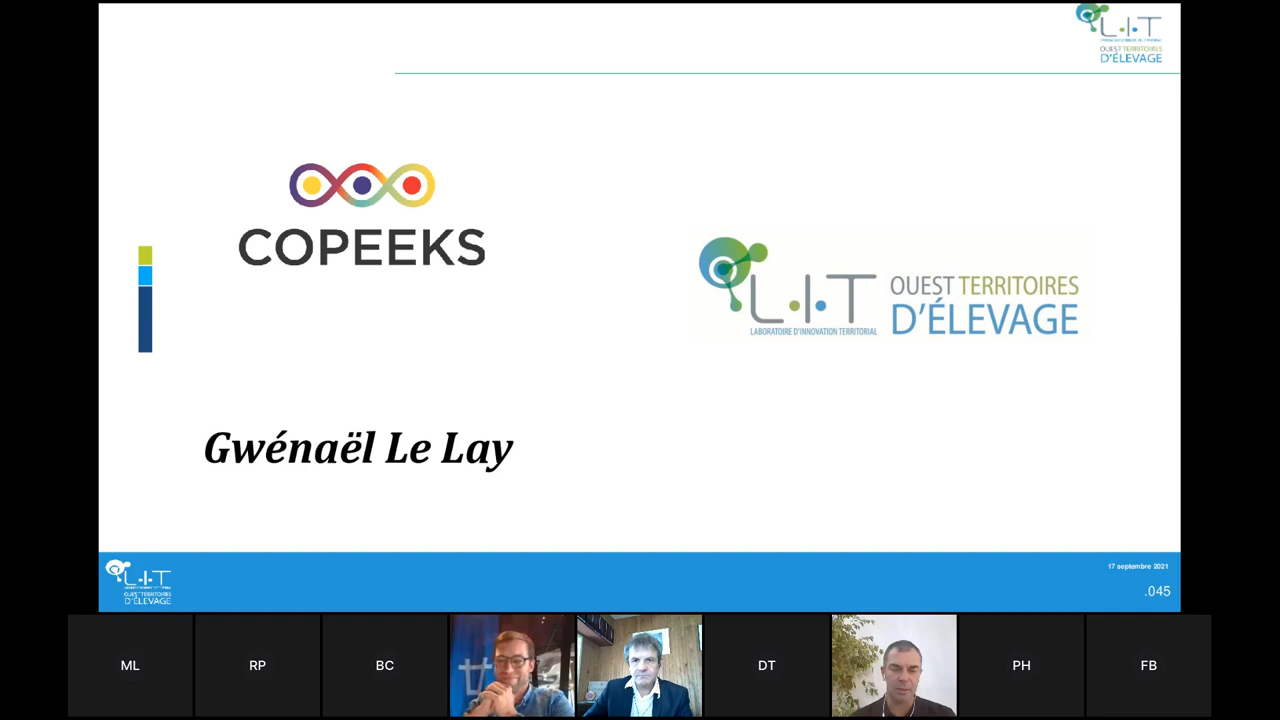 L.I.T
OUEST TERRITOIRES
D'ÉLEVAGE
COPEEKS
L.I.T
OUEST TERRITOIRES
D'ÉLEVAGE
LABORATOIRE D'INNOVATION TERRITORIAL
Gwénaël Le Lay
L.I.T
OUEST TERRITOIRES
D'ÉLEVAGE
17 septembre 2021
.045
ML
RP
BC
DT
PH
FB